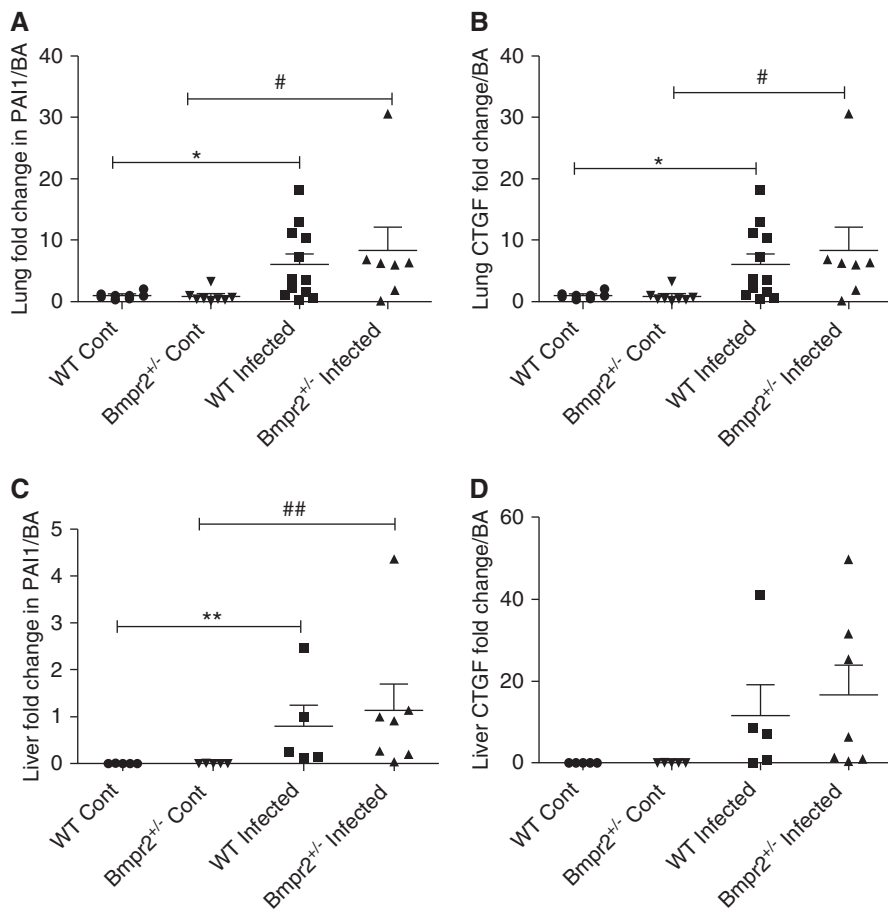 A
Lung fold change in PAI1/BA
40
30
20
10
0
*
#
WT Cont
Bmpr2+/- Cont
WT Infected
Bmpr2+/- Infected
B
Lung CTGF fold change/BA
40
30
20
10
0
*
#
WT Cont
Bmpr2+/- Cont
WT Infected
Bmpr2+/- Infected
C
Liver fold change in PAI1/BA
5
4
3
2
1
0
**
##
WT Cont
Bmpr2+/- Cont
WT Infected
Bmpr2+/- Infected
D
Liver CTGF fold change/BA
60
40
20
0
WT Cont
Bmpr2+/- Cont
WT Infected
Bmpr2+/- Infected